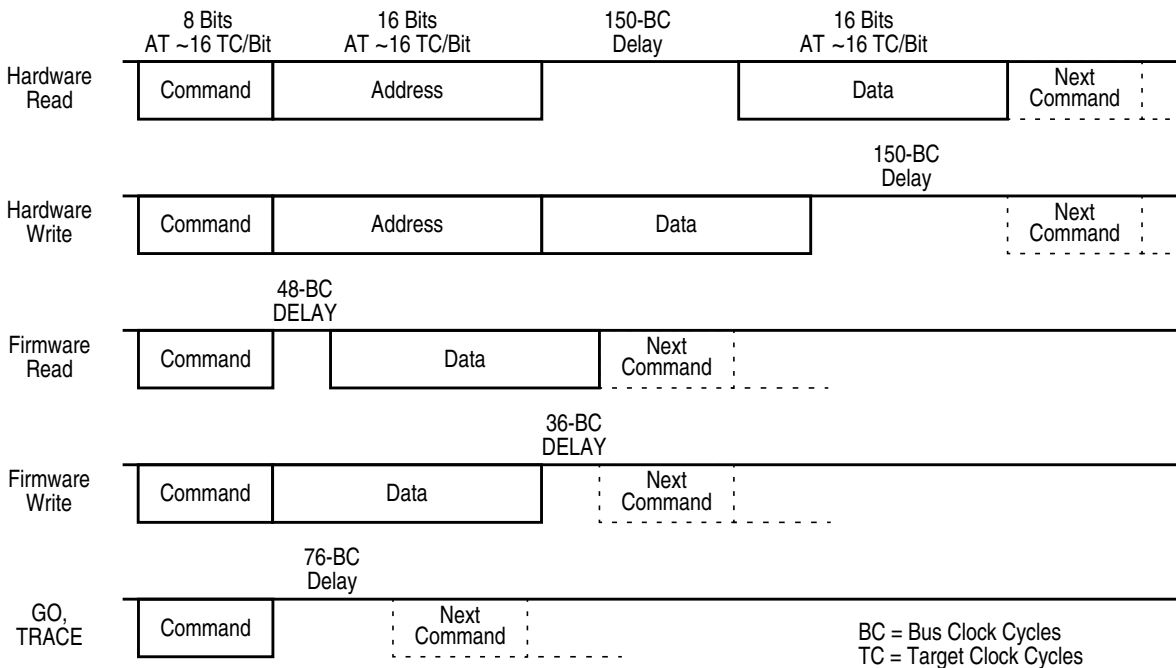 8 Bits
AT ~16 TC/Bit
16 Bits
AT ~16 TC/Bit
150-BC
Delay
16 Bits
AT ~16 TC/Bit
Hardware
Read
Command
Address
Data
Next
Command
150-BC
Delay
Hardware
Write
Command
Address
Data
Next
Command
48-BC
DELAY
Firmware
Read
Command
Data
Next
Command
36-BC
DELAY
Firmware
Write
Command
Data
Next
Command
76-BC
Delay
GO,
TRACE
Command
Next
Command
BC = Bus Clock Cycles
TC = Target Clock Cycles